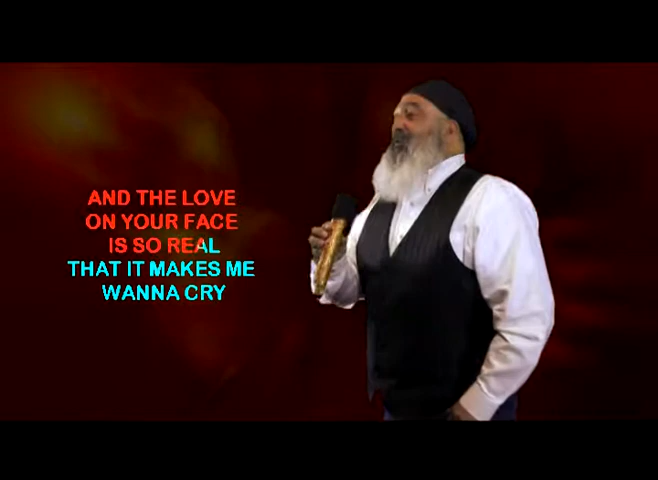 AND THE LOVE
ON YOUR FACE
IS SO REAL
THAT IT MAKES ME
WANNA CRY